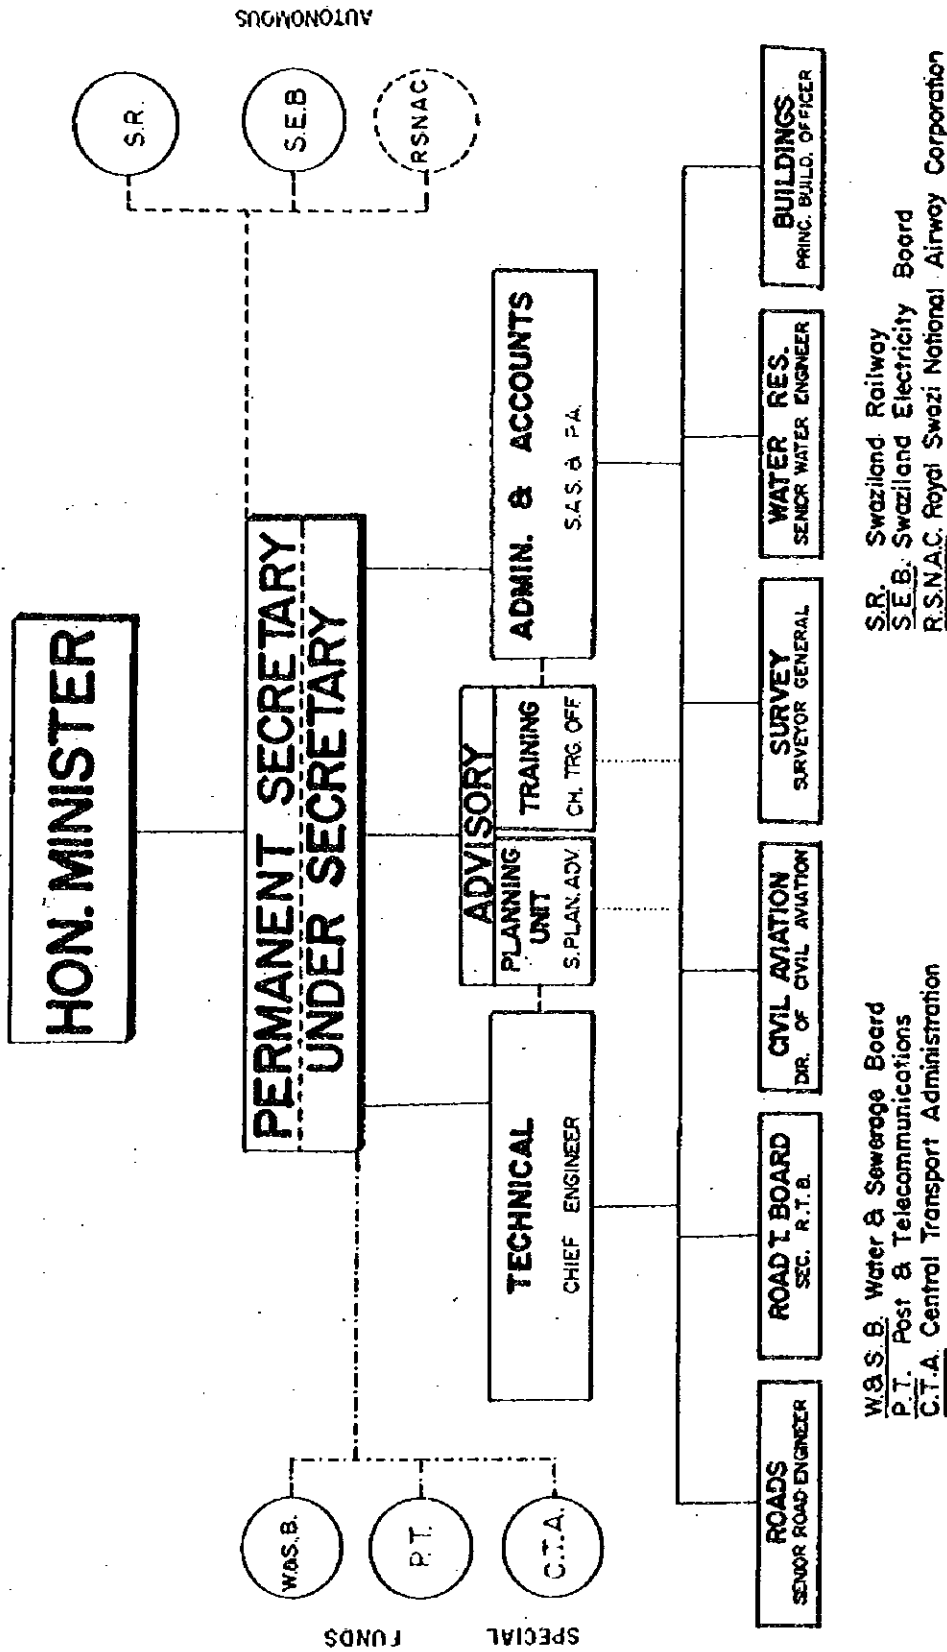 HON. MINISTER
PERMANENT SECRETARY
UNDER SECRETARY
AUTONOMOUS
S.R.
S.E.B
RSNAC
SPECIAL
FUNDS
W.&S.B.
P.T.
C.T.A.
TECHNICAL
CHIEF ENGINEER
ADVISORY
PLANNING
UNIT
S.PLAN.ADV.
TRAINING
CH. TRG. OFF
ADMIN. & ACCOUNTS
S.A.S. & P.A.
ROADS
SENIOR ROAD ENGINEER
ROAD T. BOARD
SEC. R.T.B.
CIVIL AVIATION
DIR. OF CIVIL AVIATION
SURVEY
SURVEYOR GENERAL
WATER RES.
SENIOR WATER ENGINEER
BUILDINGS
PRINC. BUILD. OFFICER
W.&S.B. Water & Sewerage Board
P.T. Post & Telecommunications
C.T.A. Central Transport Administration
S.R. Swaziland Railway
S.E.B. Swaziland Electricity Board
R.S.N.A.C. Royal Swazi National Airway Corporation